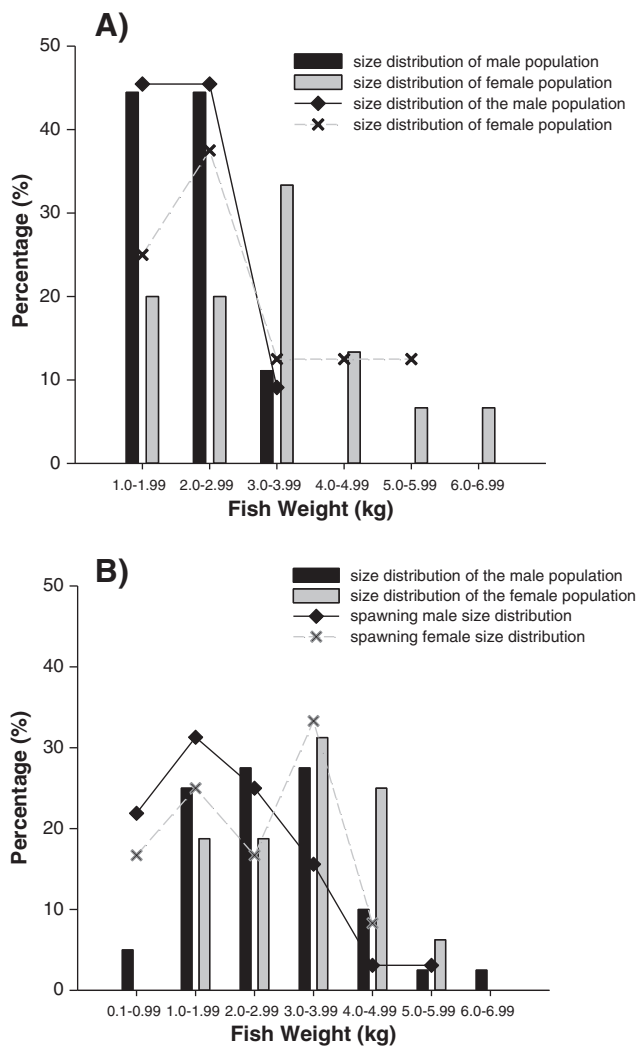 A)
50
40
30
20
10
0
Percentage (%)
size distribution of male population
size distribution of female population
size distribution of the male population
size distribution of female population
1.0-1.99 2.0-2.99 3.0-3.99 4.0-4.99 5.0-5.99 6.0-6.99
Fish Weight (kg)
B)
50
40
30
20
10
0
Percentage (%)
size distribution of the male population
size distribution of the female population
spawning male size distribution
spawning female size distribution
0.1-0.99 1.0-1.99 2.0-2.99 3.0-3.99 4.0-4.99 5.0-5.99 6.0-6.99
Fish Weight (kg)